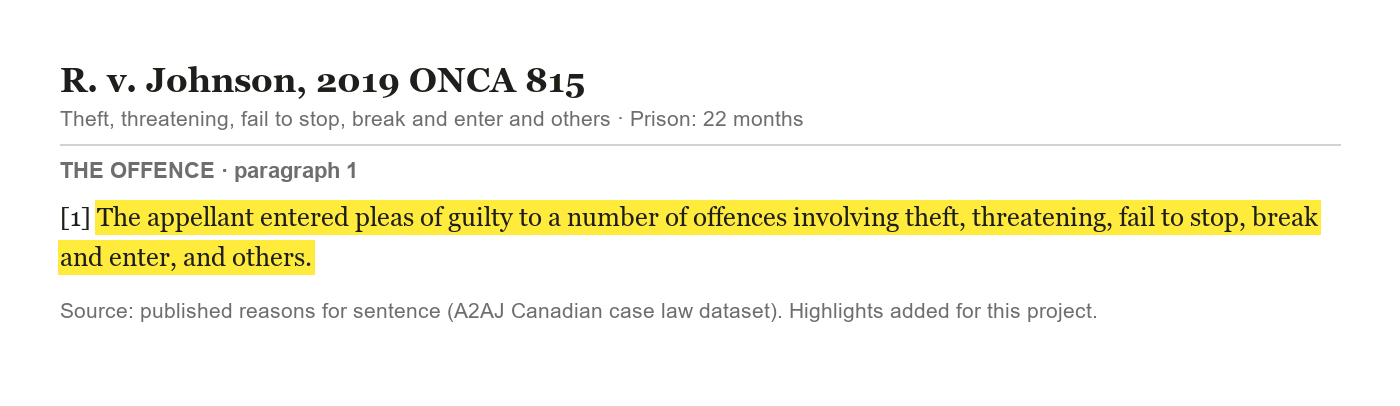 R. v. Johnson, 2019 ONCA 815
Theft, threatening, fail to stop, break and enter and others · Prison: 22 months
THE OFFENCE · paragraph 1
[1] The appellant entered pleas of guilty to a number of offences involving theft, threatening, fail to stop, break
and enter, and others.
Source: published reasons for sentence (A2AJ Canadian case law dataset). Highlights added for this project.